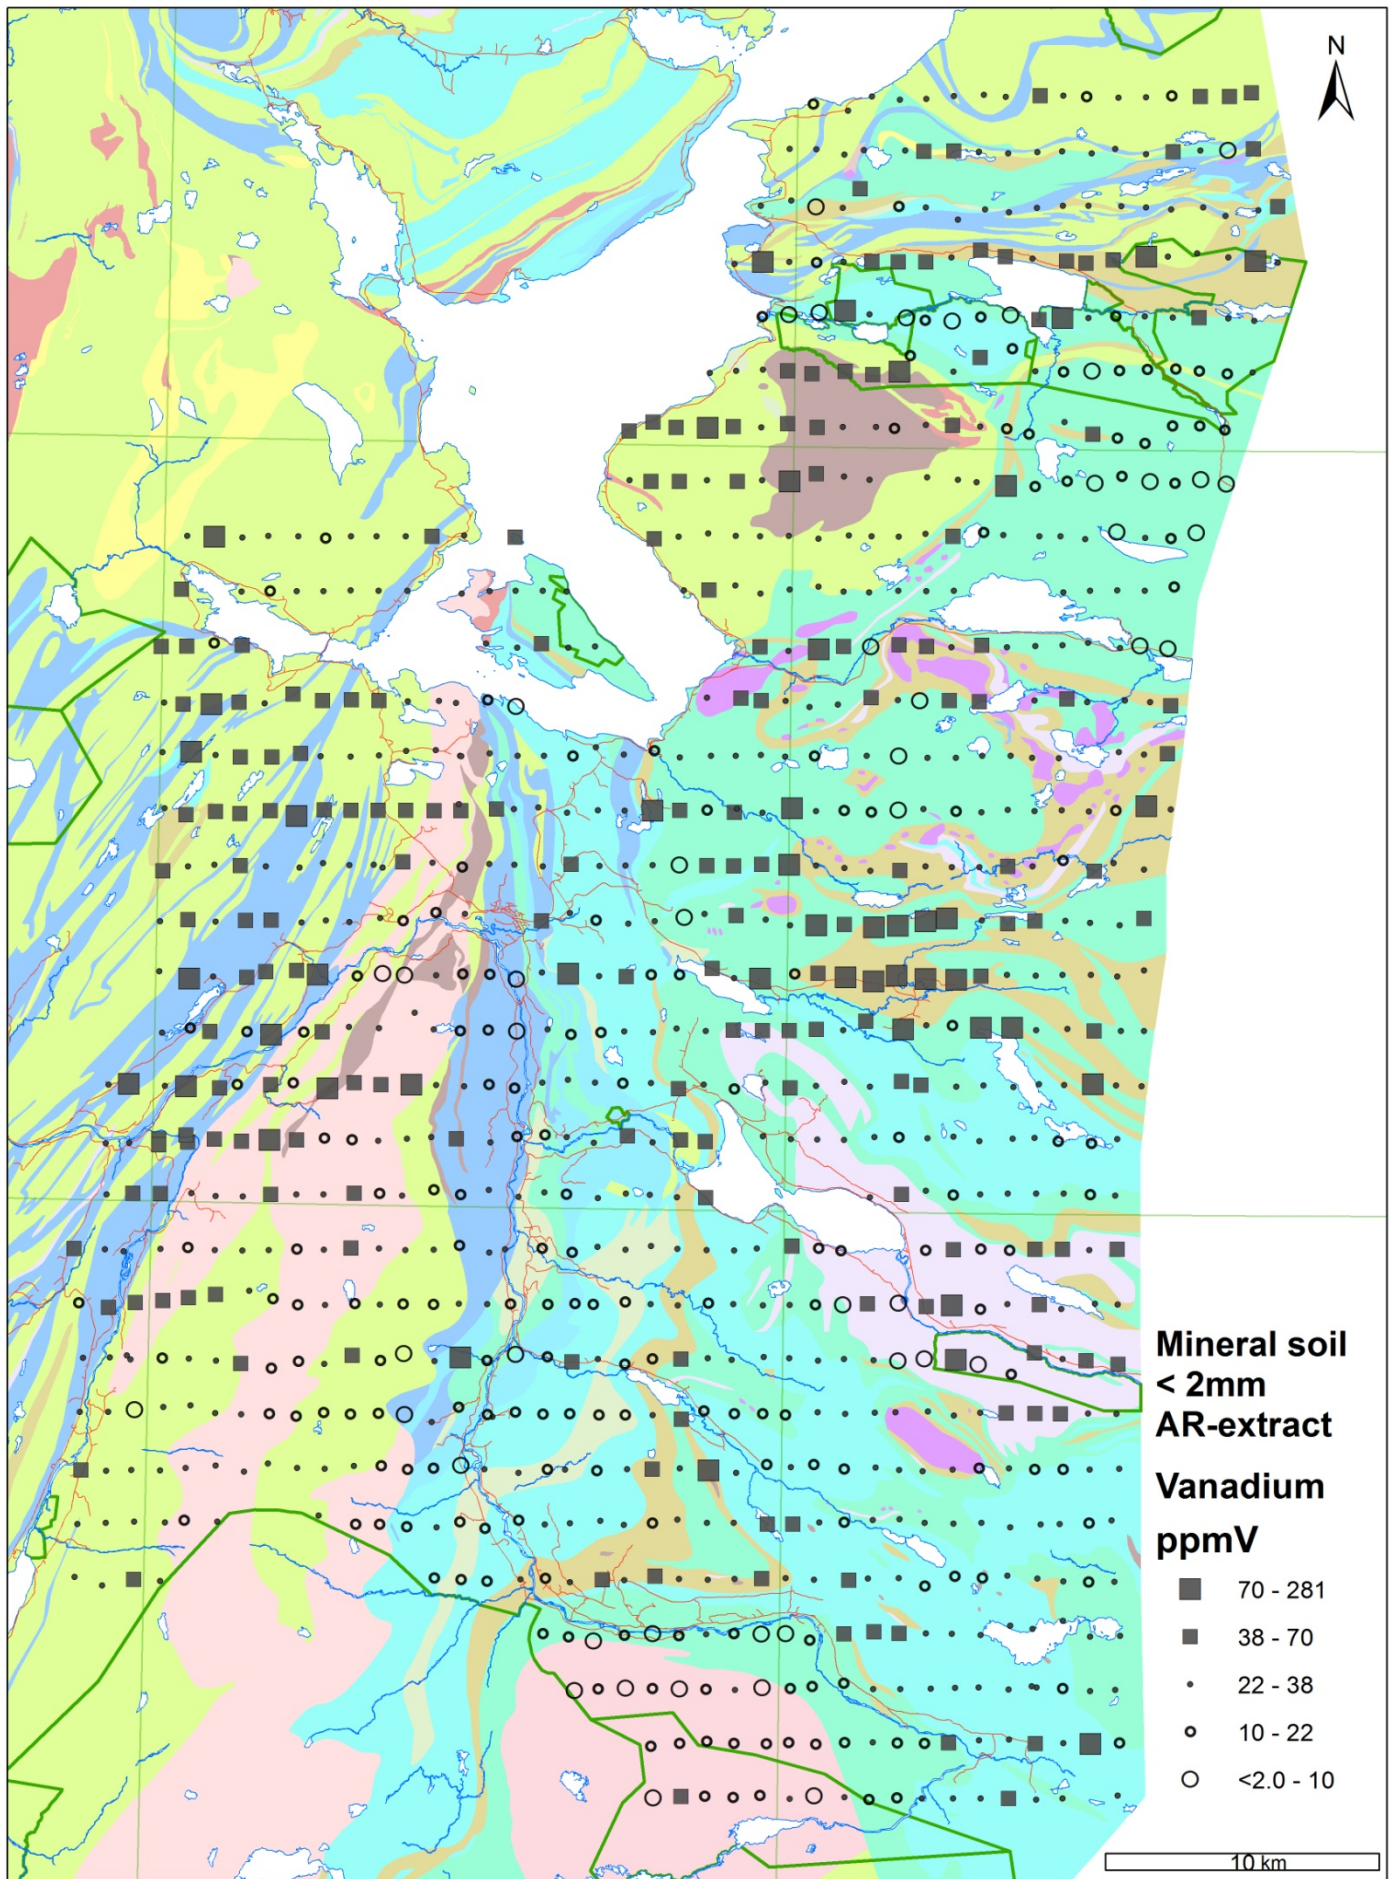 N
Mineral soil
< 2mm
AR-extract
Vanadium
ppmV
70 - 281
38 - 70
22 - 38
10 - 22
<2.0 - 10
10 km